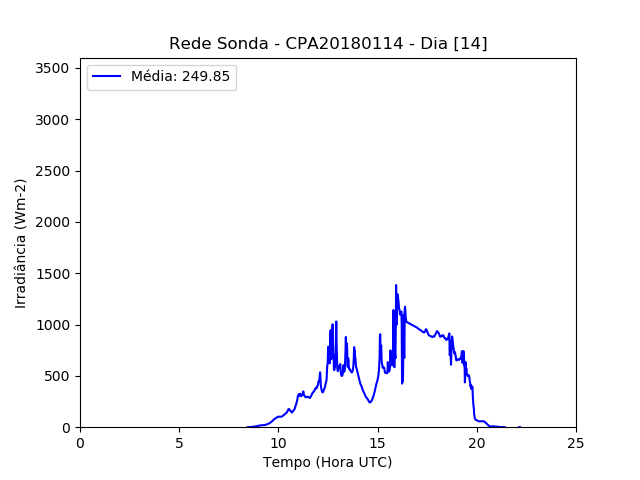 Rede Sonda - CPA20180114 - Dia [14]
Média: 249.85
Irradiância (Wm-2)
3500
3000
2500
2000
1500
1000
500
0
0 5 10 15 20 25
Tempo (Hora UTC)